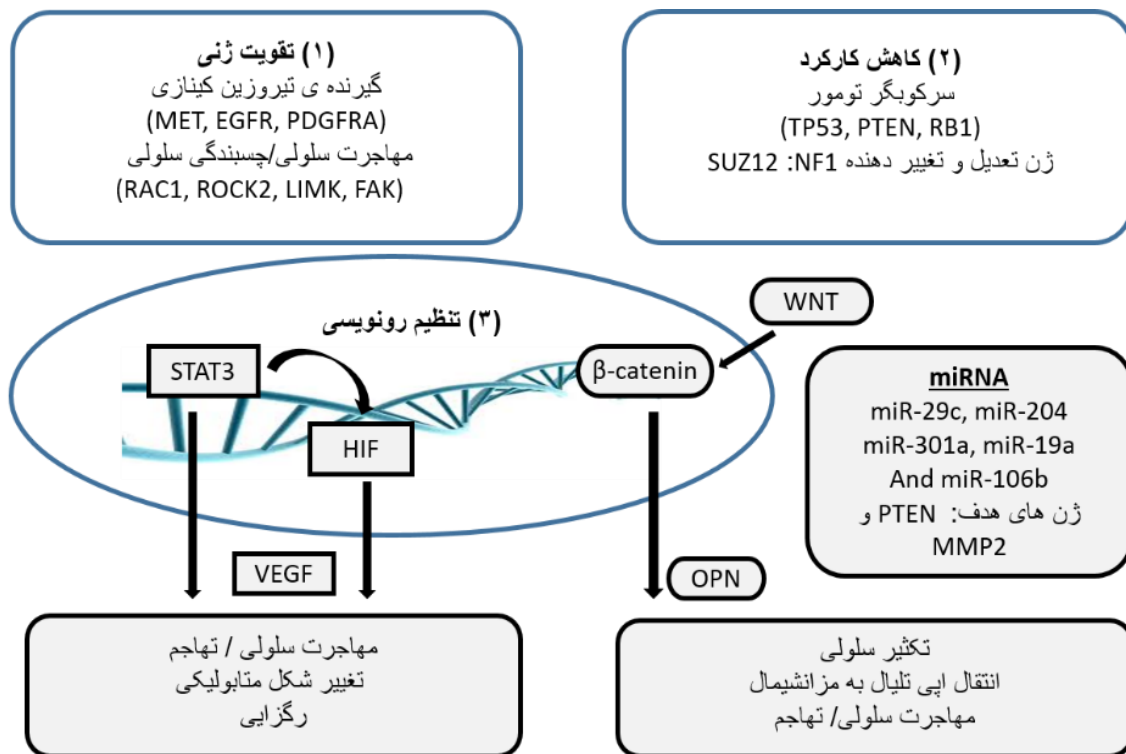 (۱) تقویت ژنی
گیرنده ی تیروزین کینازی
(MET, EGFR, PDGFRA)
مهاجرت سلولی/چسبندگی سلولی
(RAC1, ROCK2, LIMK, FAK)
(۲) کاهش کارکرد
سرکوبگر تومور
(TP53, PTEN, RB1)
ژن تعدیل و تغییر دهنده SUZ12 :NF1
(۳) تنظیم رونویسی
WNT
STAT3
β-catenin
HIF
miRNA
miR-29c, miR-204
miR-301a, miR-19a
And miR-106b
ژن های هدف: PTEN و
MMP2
VEGF
OPN
مهاجرت سلولی / تهاجم
تغییر شکل متابولیکی
رگزایی
تکثیر سلولی
انتقال اپی تلیال به مزانشیمال
مهاجرت سلولی/ تهاجم